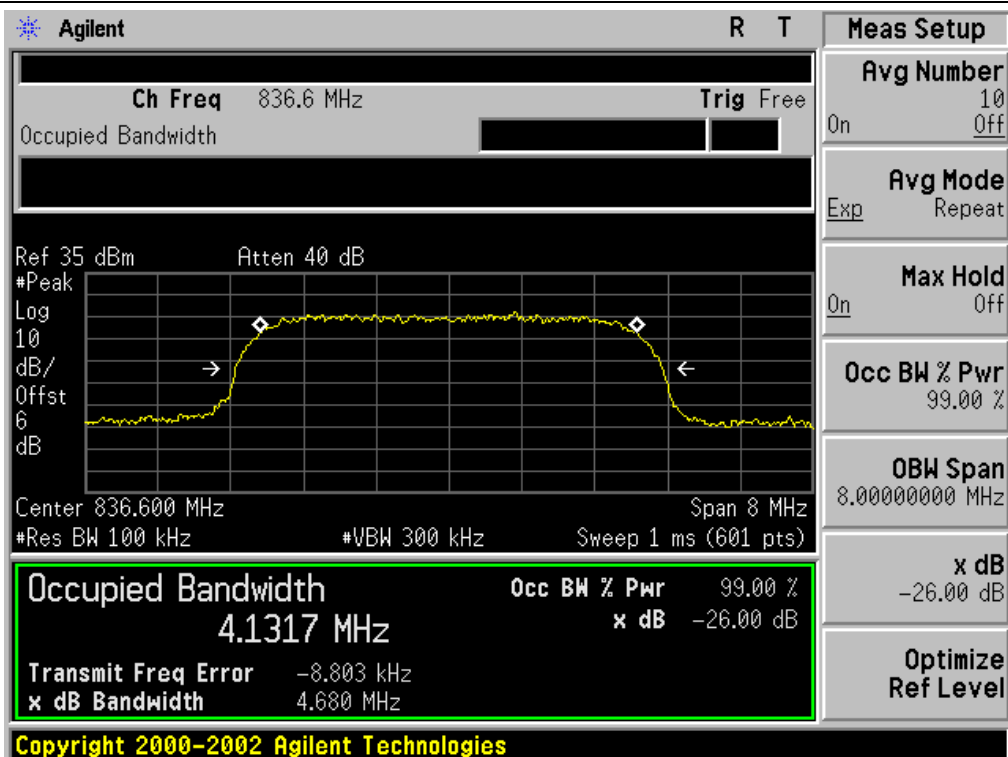 Agilent R T
Ch Freq 836.6 MHz Trig Free
Occupied Bandwidth
Ref 35 dBm Atten 40 dB
#Peak
Log
10
dB/
Offst
6
dB
Center 836.600 MHz Span 8 MHz
#Res BW 100 kHz #VBW 300 kHz Sweep 1 ms (601 pts)
Occupied Bandwidth
4.1317 MHz
Occ BW % Pwr 99.00 %
x dB -26.00 dB
Transmit Freq Error -8.803 kHz
x dB Bandwidth 4.680 MHz
Copyright 2000-2002 Agilent Technologies
Meas Setup
Avg Number
10
On Off
Avg Mode
Exp Repeat
Max Hold
On Off
Occ BW % Pwr
99.00 %
OBW Span
8.00000000 MHz
x dB
-26.00 dB
Optimize
Ref Level